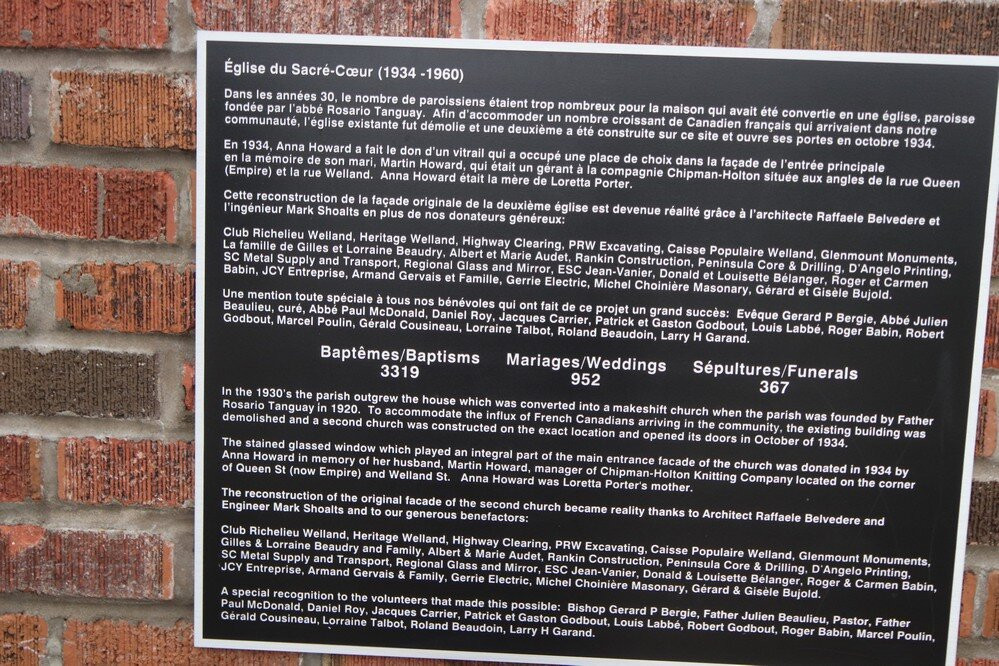 Église du Sacré-Cœur (1934 -1960)
Dans les années 30, le nombre de paroissiens étaient trop nombreux pour la maison qui avait été convertie en une église, paroisse
fondée par l'abbé Rosario Tanguay. Afin d'accommoder un nombre croissant de Canadien français qui arrivaient dans notre
communauté, l'église existante fut démolie et une deuxième a été construite sur ce site et ouvre ses portes en octobre 1934.
En 1934, Anna Howard a fait le don d'un vitrail qui a occupé une place de choix dans la façade de l'entrée principale
en la mémoire de son mari, Martin Howard, qui était un gérant à la compagnie Chipman-Holton située aux angles de la rue Queen
(Empire) et la rue Welland. Anna Howard était la mère de Loretta Porter.
Cette reconstruction de la façade originale de la deuxième église est devenue réalité grâce à l'architecte Raffaele Belvedere et
l'ingénieur Mark Shoalts en plus de nos donateurs généreux:
Club Richelieu Welland, Heritage Welland, Highway Clearing, PRW Excavating, Caisse Populaire Welland, Glenmount Monuments,
La famille de Gilles et Lorraine Beaudry, Albert et Marie Audet, Rankin Construction, Peninsula Core & Drilling, D'Angelo Printing,
SC Metal Supply and Transport, Regional Glass and Mirror, ESC Jean-Vanier, Donald et Louisette Bélanger, Roger et Carmen
Babin, JCY Entreprise, Armand Gervais et Famille, Gerrie Electric, Michel Choinière Masonary, Gérard et Gisèle Bujold.
Une mention toute spéciale à tous nos bénévoles qui ont fait de ce projet un grand succès: Evêque Gerard P Bergie, Abbé Julien
Beaulieu, curé, Abbé Paul McDonald, Daniel Roy, Jacques Carrier, Patrick et Gaston Godbout, Louis Labbé, Roger Babin, Robert
Godbout, Marcel Poulin, Gérald Cousineau, Lorraine Talbot, Roland Beaudoin, Larry H Garand.
Baptêmes/Baptisms Mariages/Weddings Sépultures/Funerals
3319 952 367
In the 1930's the parish outgrew the house which was converted into a makeshift church when the parish was founded by Father
Rosario Tanguay in 1920. To accommodate the influx of French Canadians arriving in the community, the existing building was
demolished and a second church was constructed on the exact location and opened its doors in October of 1934.
The stained glassed window which played an integral part of the main entrance facade of the church was donated in 1934 by
Anna Howard in memory of her husband, Martin Howard, manager of Chipman-Holton Knitting Company located on the corner
of Queen St (now Empire) and Welland St. Anna Howard was Loretta Porter's mother.
The reconstruction of the original facade of the second church became reality thanks to Architect Raffaele Belvedere and
Engineer Mark Shoalts and to our generous benefactors:
Club Richelieu Welland, Heritage Welland, Highway Clearing, PRW Excavating, Caisse Populaire Welland, Glenmount Monuments,
Gilles & Lorraine Beaudry and Family, Albert & Marie Audet, Rankin Construction, Peninsula Core & Drilling, D'Angelo Printing,
SC Metal Supply and Transport, Regional Glass and Mirror, ESC Jean-Vanier, Donald & Louisette Bélanger, Roger & Carmen Babin,
JCY Entreprise, Armand Gervais & Family, Gerrie Electric, Michel Choinière Masonary, Gérard & Gisèle Bujold.
A special recognition to the volunteers that made this possible: Bishop Gerard P Bergie, Father Julien Beaulieu, Pastor, Father
Paul McDonald, Daniel Roy, Jacques Carrier, Patrick et Gaston Godbout, Louis Labbé, Robert Godbout, Roger Babin, Marcel Poulin,
Gérald Cousineau, Lorraine Talbot, Roland Beaudoin, Larry H Garand.